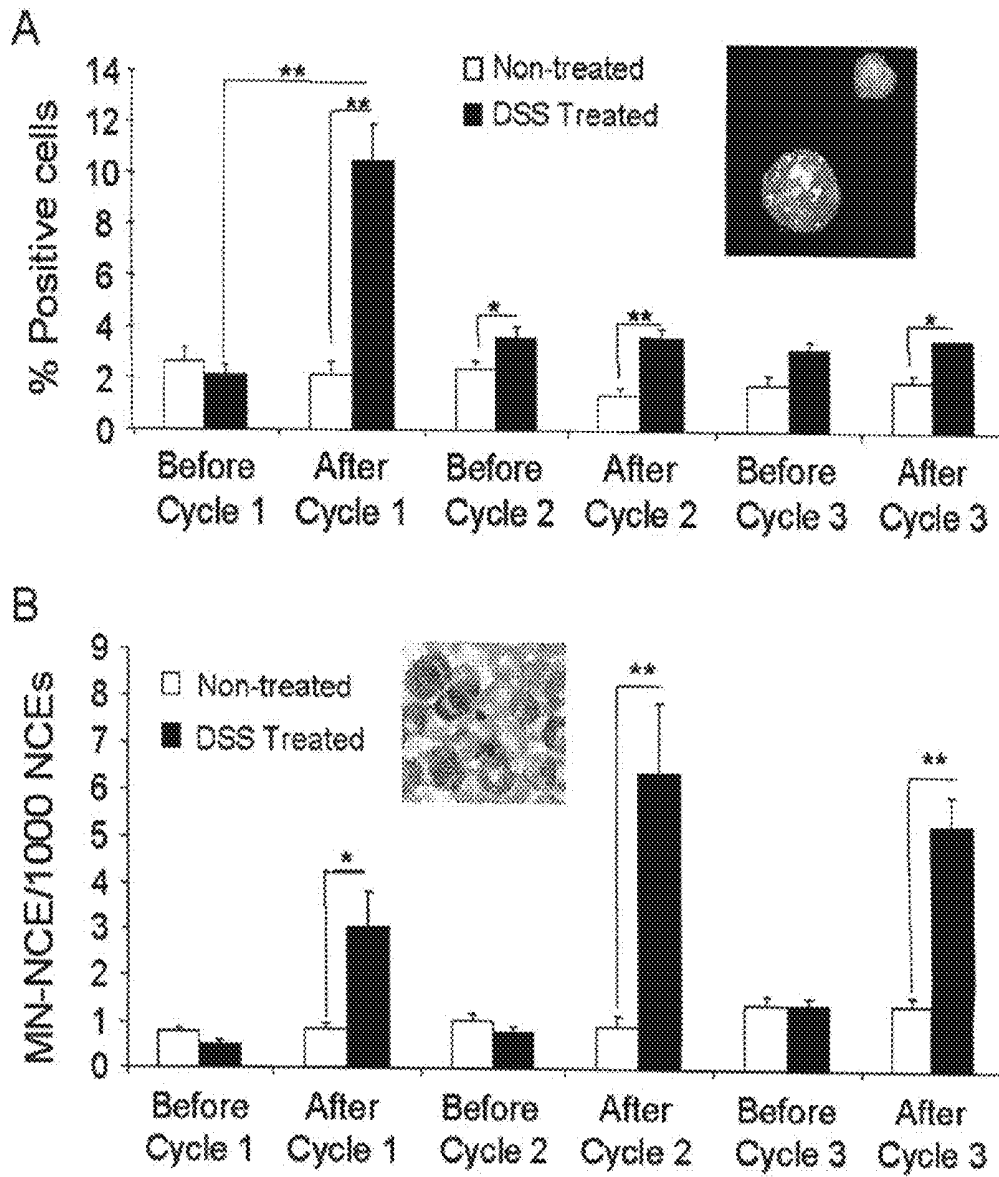 A
% Positive cells
14
12
10
8
6
4
2
0
Non-treated
DSS Treated
**
**
*
**
*
Before Cycle 1
After Cycle 1
Before Cycle 2
After Cycle 2
Before Cycle 3
After Cycle 3
B
MN-NCE/1000 NCEs
9
8
7
6
5
4
3
2
1
0
Non-treated
DSS Treated
*
**
**
Before Cycle 1
After Cycle 1
Before Cycle 2
After Cycle 2
Before Cycle 3
After Cycle 3